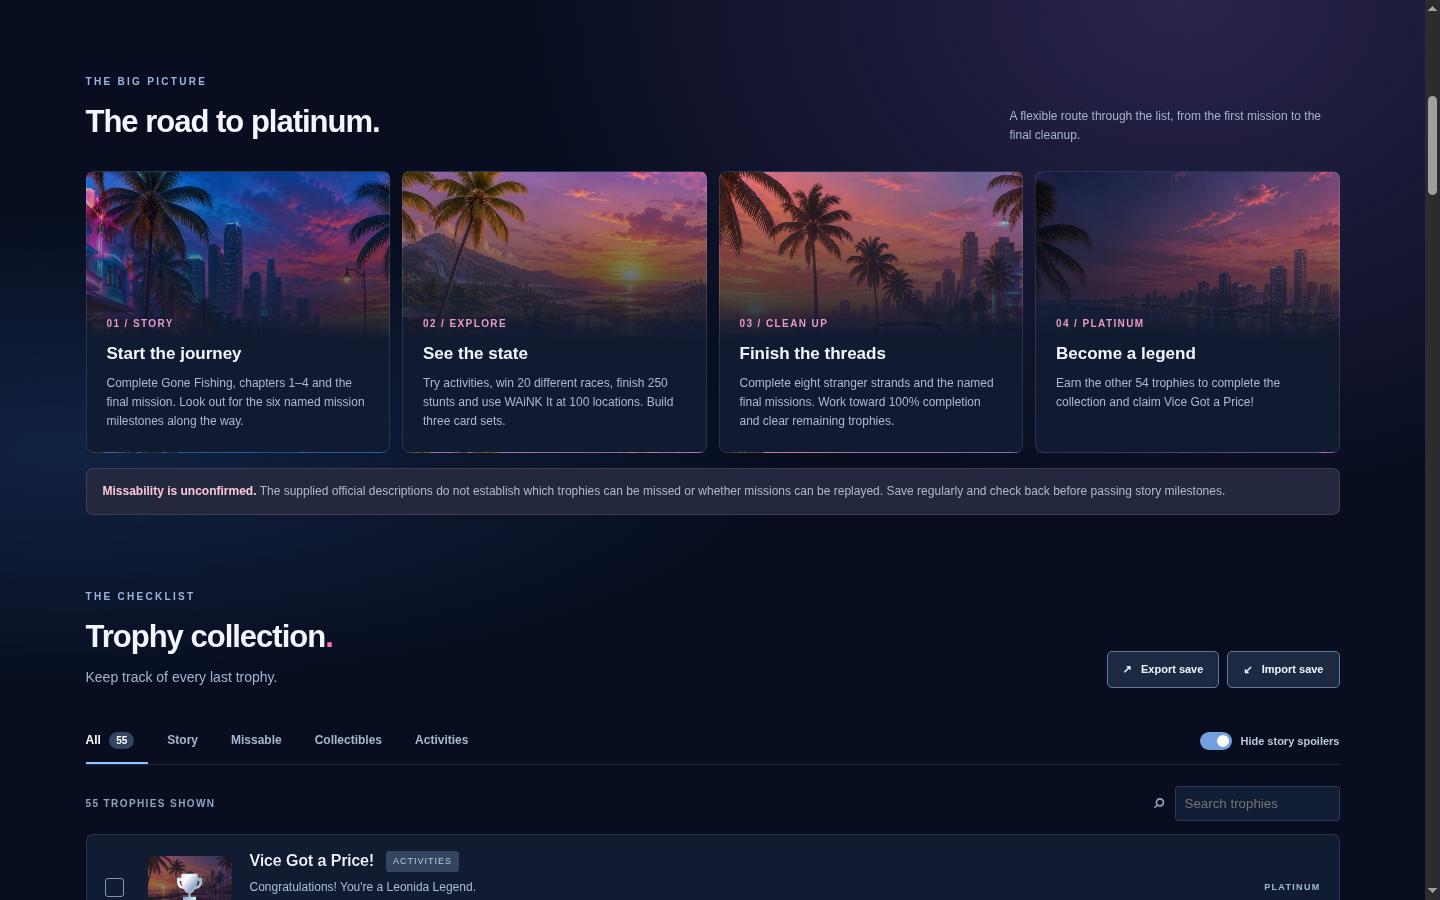 THE BIG PICTURE
The road to platinum.
A flexible route through the list, from the first mission to the
final cleanup.
01 / STORY
Start the journey
Complete Gone Fishing, chapters 1–4 and the
final mission. Look out for the six named mission
milestones along the way.
02 / EXPLORE
See the state
Try activities, win 20 different races, finish 250
stunts and use WAiNK It at 100 locations. Build
three card sets.
03 / CLEAN UP
Finish the threads
Complete eight stranger strands and the named
final missions. Work toward 100% completion
and clear remaining trophies.
04 / PLATINUM
Become a legend
Earn the other 54 trophies to complete the
collection and claim Vice Got a Price!
Missability is unconfirmed. The supplied official descriptions do not establish which trophies can be missed or whether missions can be replayed. Save regularly and check back before passing story milestones.
THE CHECKLIST
Trophy collection.
Keep track of every last trophy.
↗ Export save
↙ Import save
All 55 Story Missable Collectibles Activities
Hide story spoilers
55 TROPHIES SHOWN
Search trophies
Vice Got a Price! ACTIVITIES
Congratulations! You're a Leonida Legend.
PLATINUM